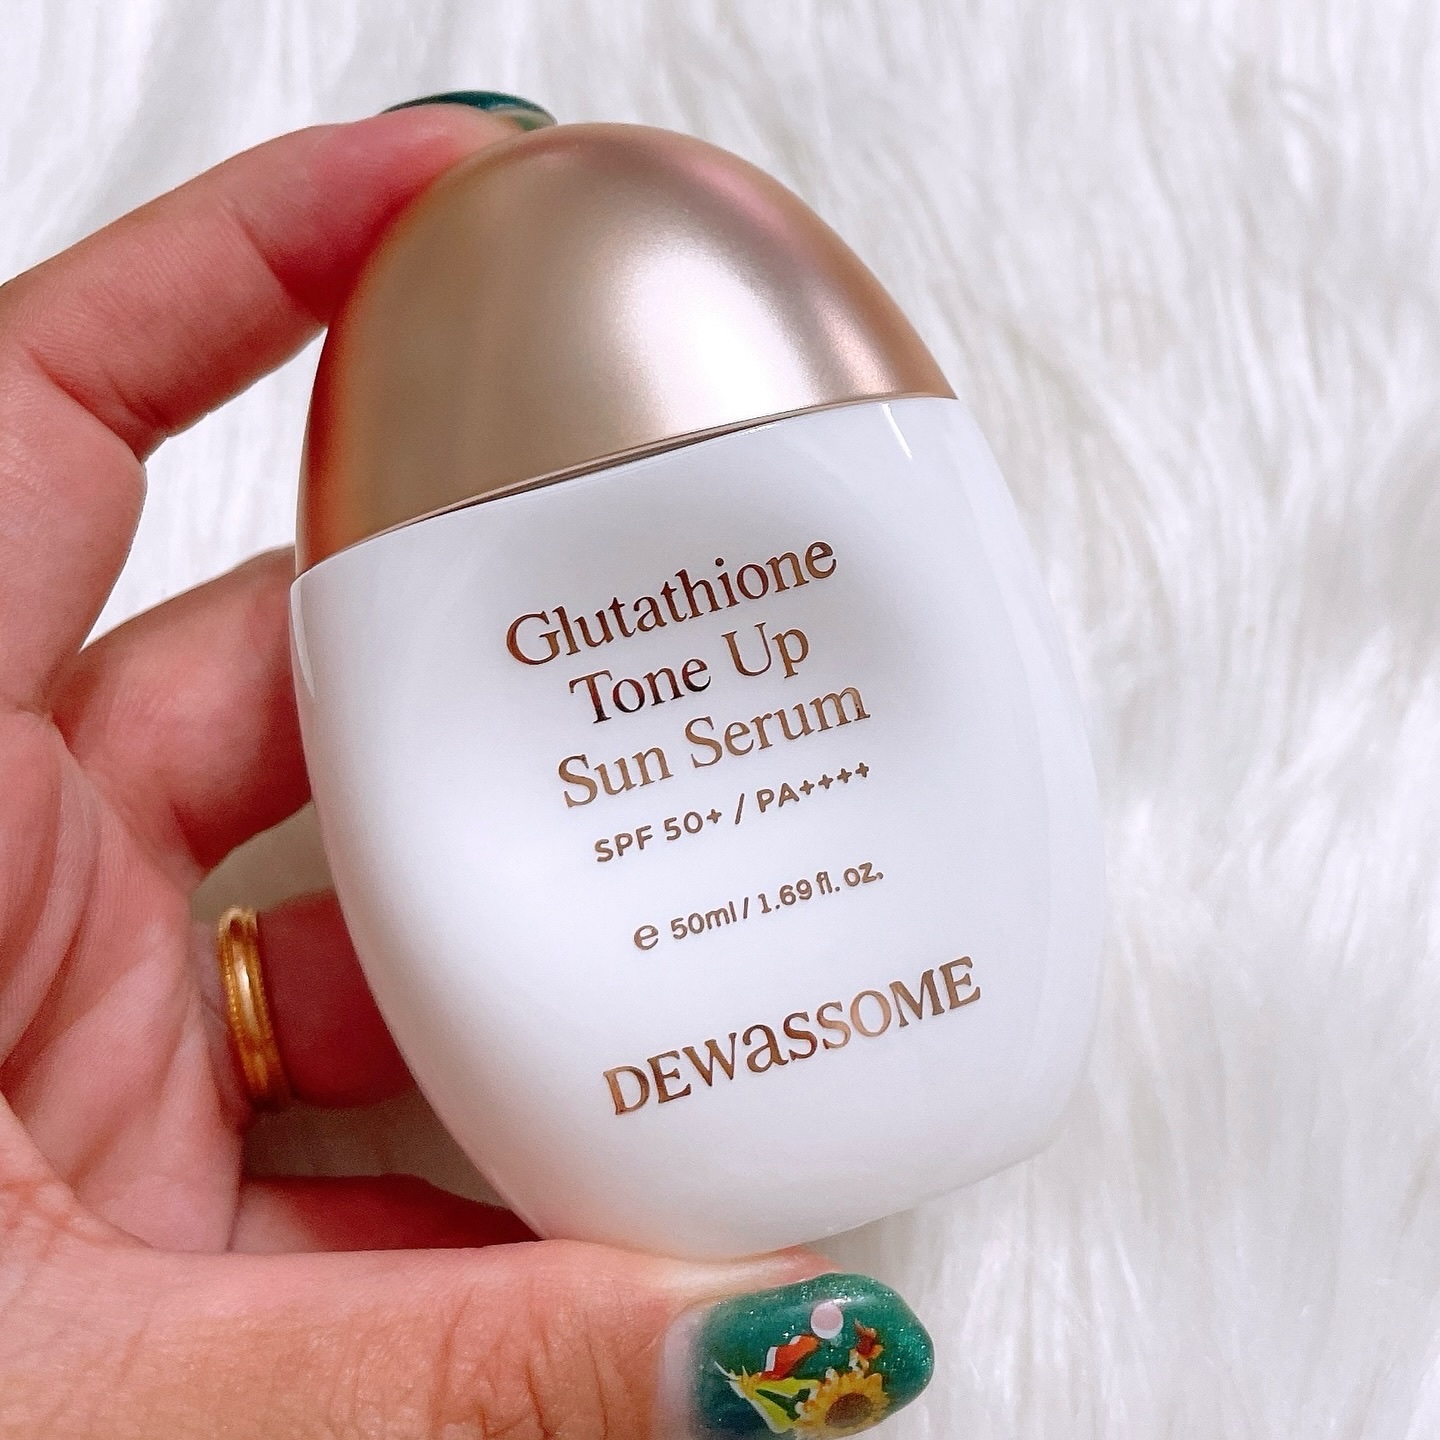 Glutathione
Tone Up
Sun Serum
SPF 50+ / PA++++
℮ 50ml / 1.69 fl. oz.
DEWaSSOME